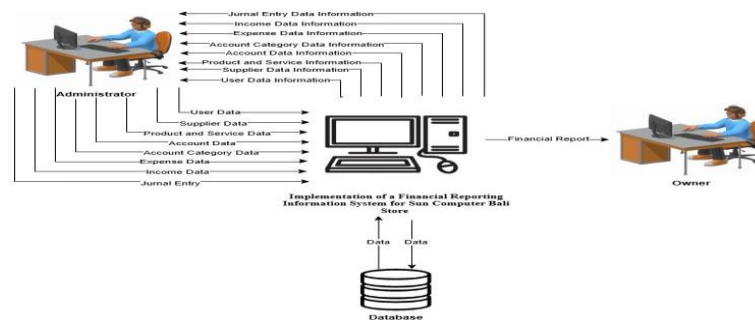 Jurnal Entry Data Information
Income Data Information
Expense Data Information
Account Category Data Information
Account Data Information
Product and Service Information
Supplier Data Information
User Data Information
Administrator
User Data
Supplier Data
Product and Service Data
Account Data
Account Category Data
Expense Data
Income Data
Jurnal Entry
Financial Report
Owner
Implementation of a Financial Reporting
Information System for Sun Computer Bali
Store
Data
Data
Database